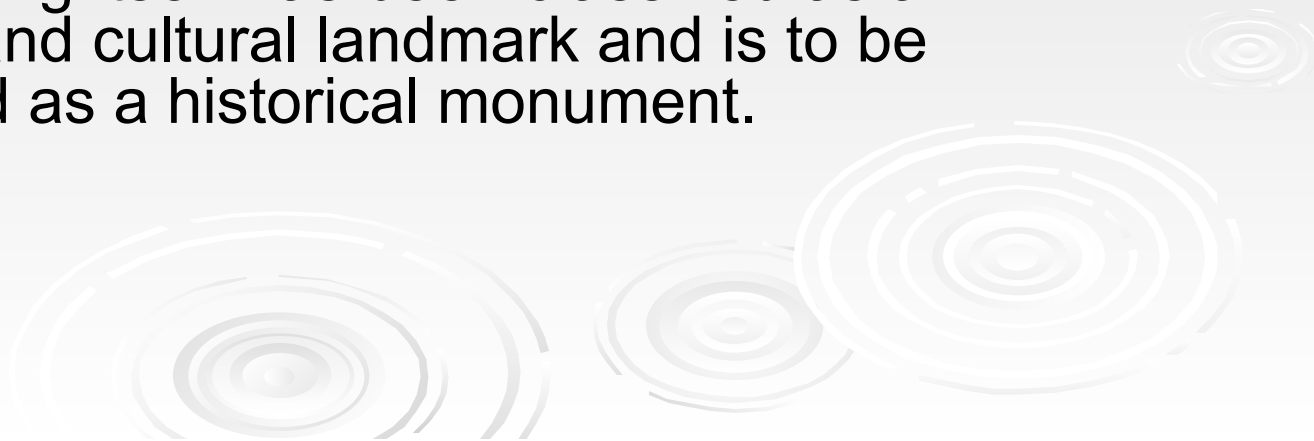 nd cultural landmark and is to be
d as a historical monument.